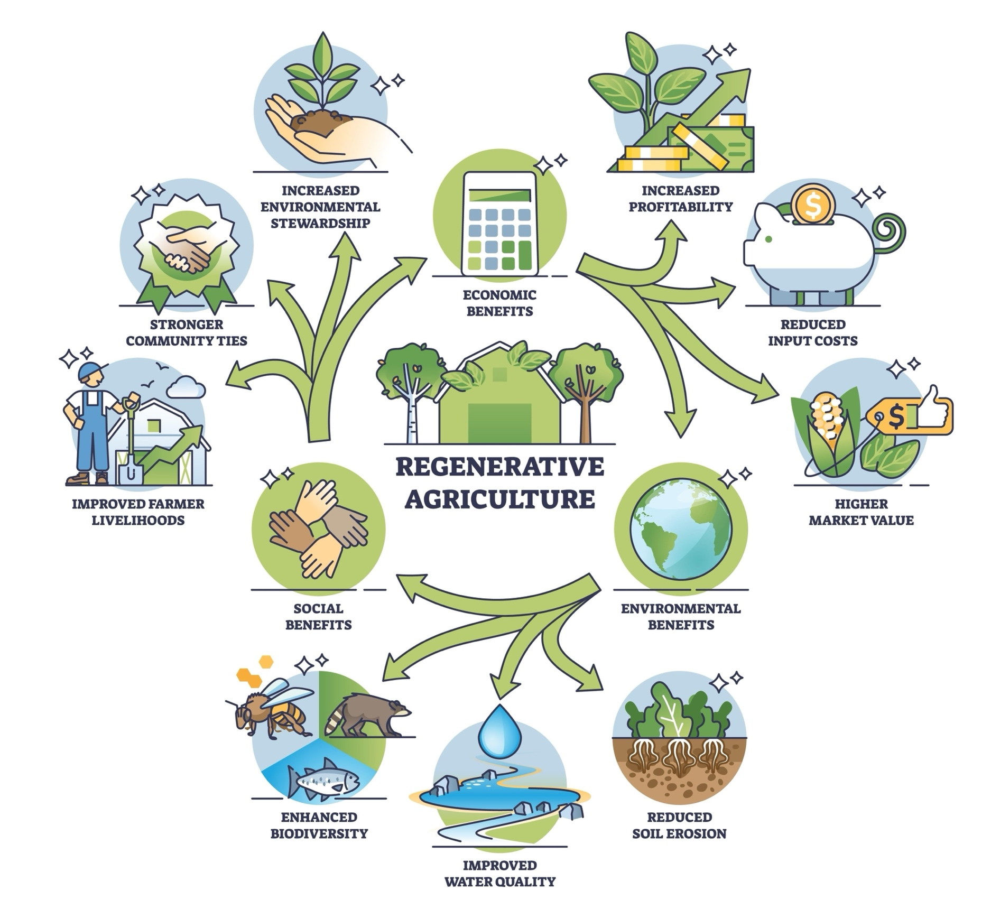 INCREASED
ENVIRONMENTAL
STEWARDSHIP
INCREASED
PROFITABILITY
$
STRONGER
COMMUNITY TIES
ECONOMIC
BENEFITS
REDUCED
INPUT COSTS
$
IMPROVED FARMER
LIVELIHOODS
REGENERATIVE
AGRICULTURE
HIGHER
MARKET VALUE
SOCIAL
BENEFITS
ENVIRONMENTAL
BENEFITS
ENHANCED
BIODIVERSITY
IMPROVED
WATER QUALITY
REDUCED
SOIL EROSION